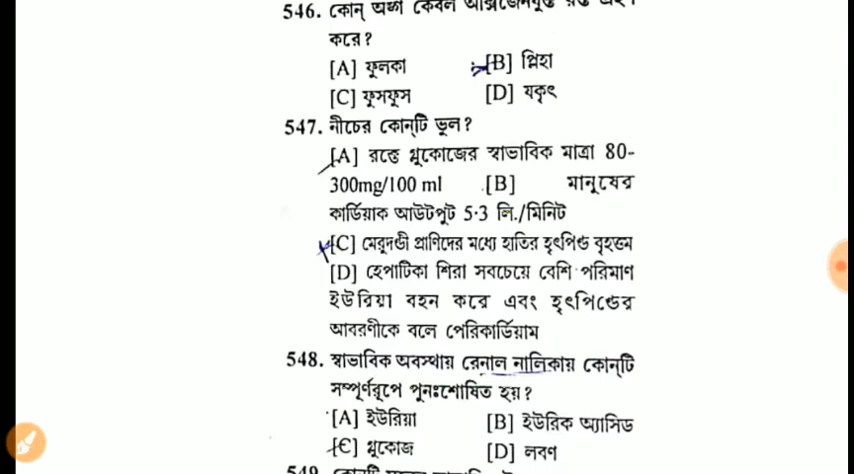 546. কোন্ অঙ্গ কেবল অক্সিজেনযুক্ত রক্ত গ্রহণ
করে?
[A] ফুলকা [B] প্লিহা
[C] ফুসফুস [D] যকৃৎ
547. নীচের কোন্‌টি ভুল?
[A] রক্তে গ্লুকোজের স্বাভাবিক মাত্রা 80-
300mg/100 ml [B] মানুষের
কার্ডিয়াক আউটপুট 5·3 লি./মিনিট
[C] মেরুদণ্ডী প্রাণিদের মধ্যে হাতির হৃৎপিণ্ড বৃহত্তম
[D] হেপাটিকা শিরা সবচেয়ে বেশি পরিমাণ
ইউরিয়া বহন করে এবং হৃৎপিণ্ডের
আবরণীকে বলে পেরিকার্ডিয়াম
548. স্বাভাবিক অবস্থায় রেনাল নালিকায় কোন্‌টি
সম্পূর্ণরূপে পুনঃশোষিত হয়?
[A] ইউরিয়া [B] ইউরিক অ্যাসিড
[C] গ্লুকোজ [D] লবণ
549.